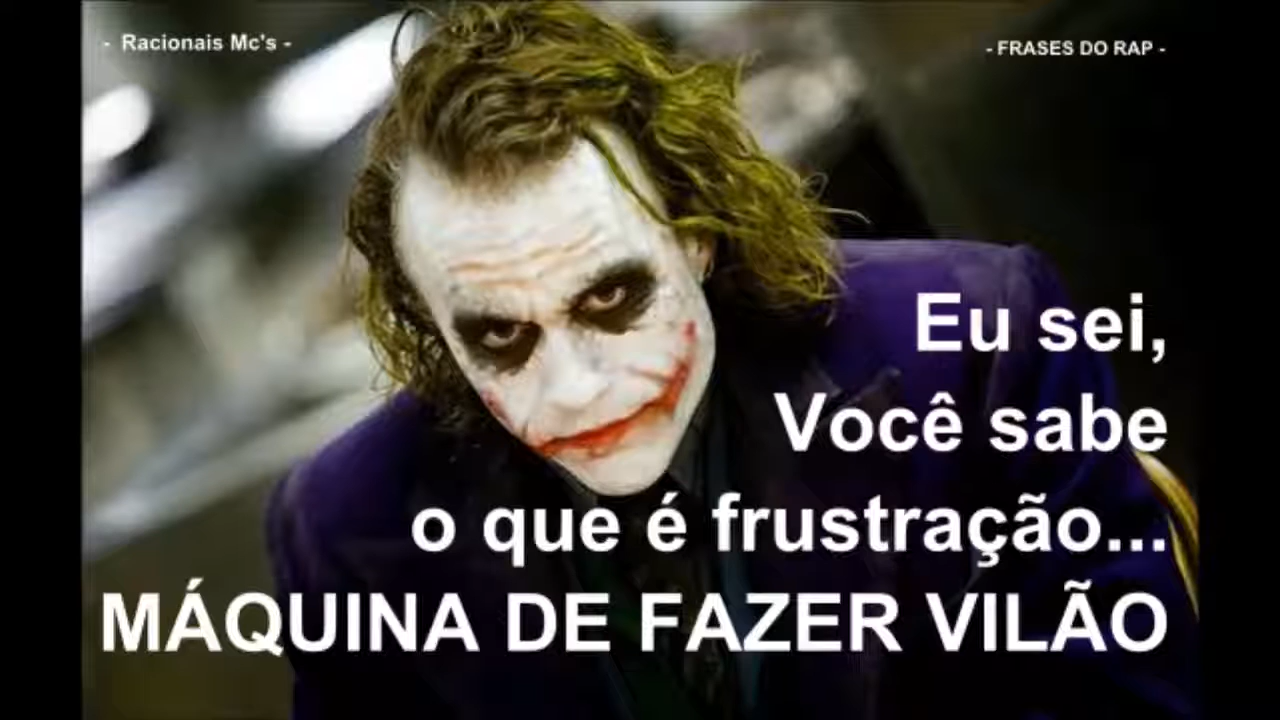 - Racionais Mc's -
- FRASES DO RAP -
Eu sei,
Você sabe
o que é frustração...
MÁQUINA DE FAZER VILÃO